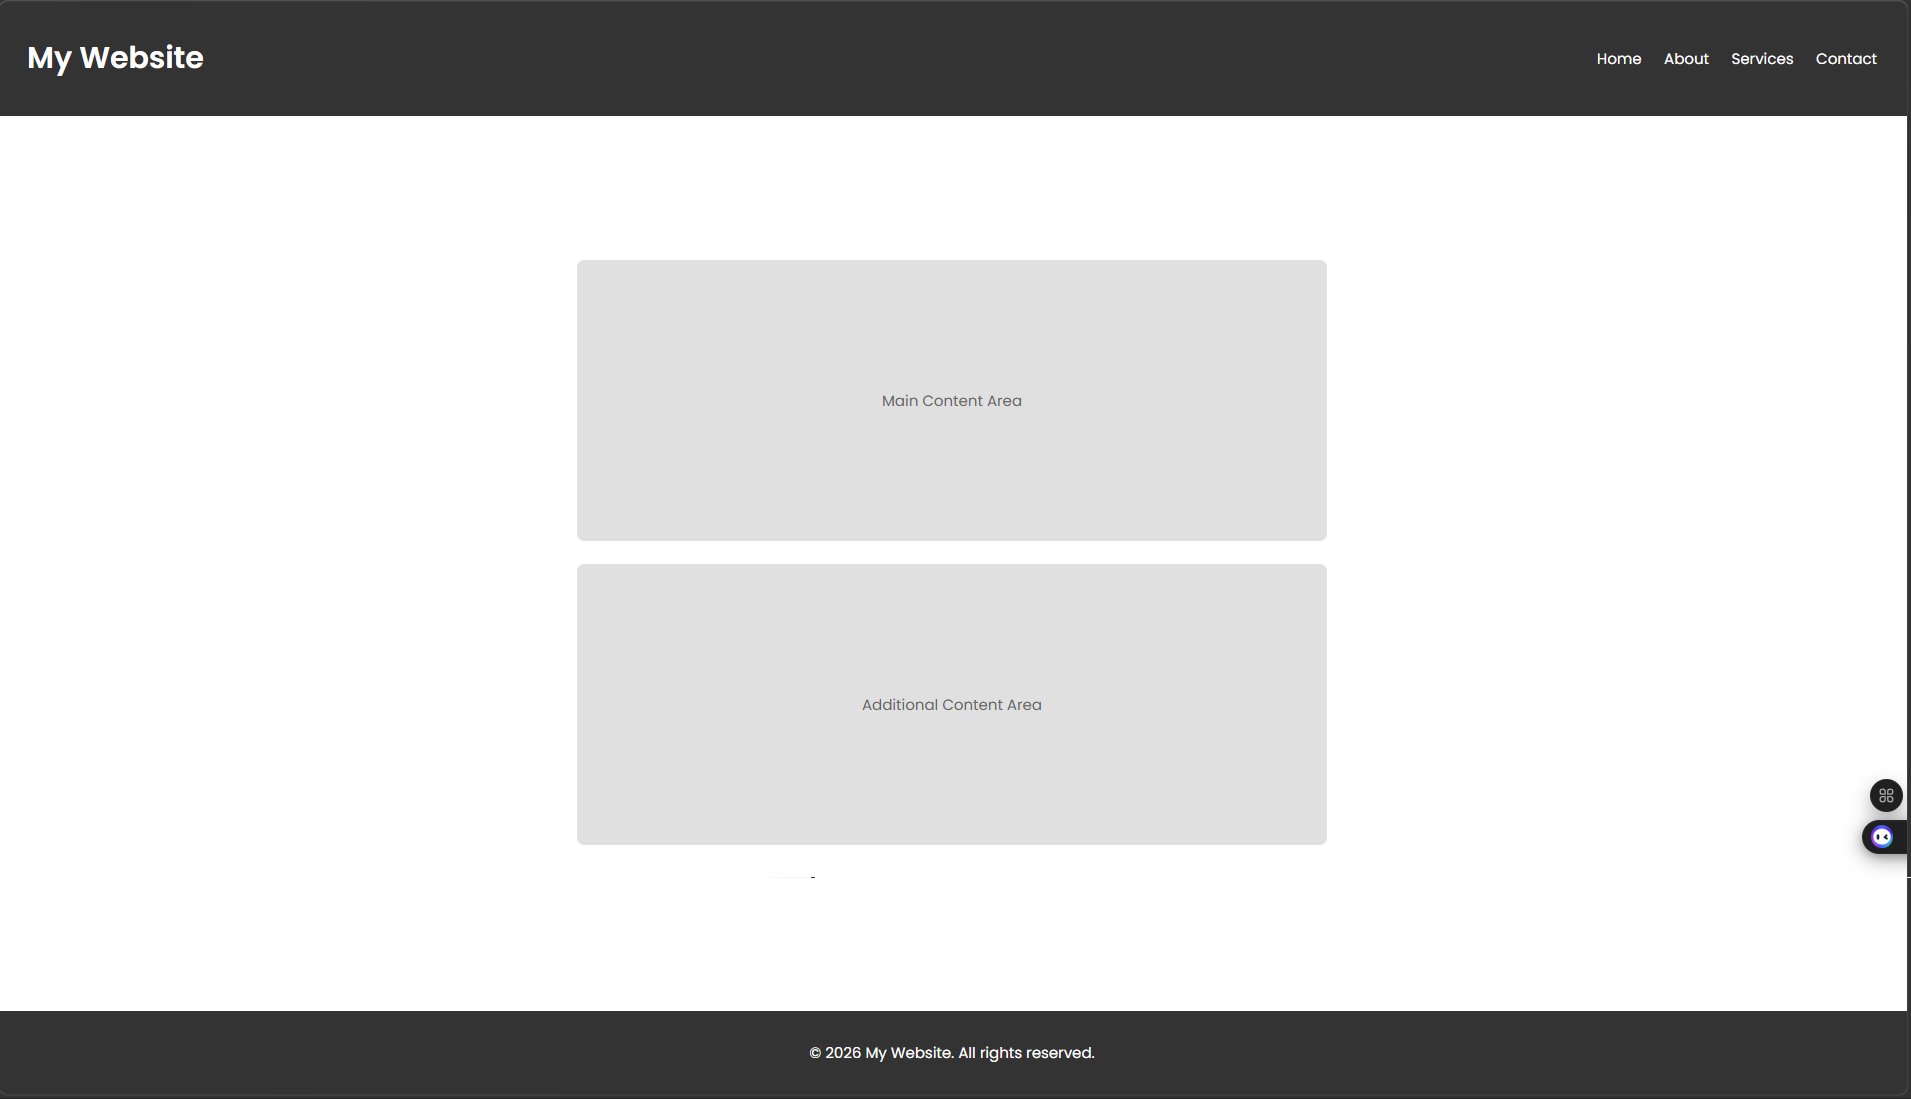 My Website
Home About Services Contact
Main Content Area
Additional Content Area
© 2026 My Website. All rights reserved.